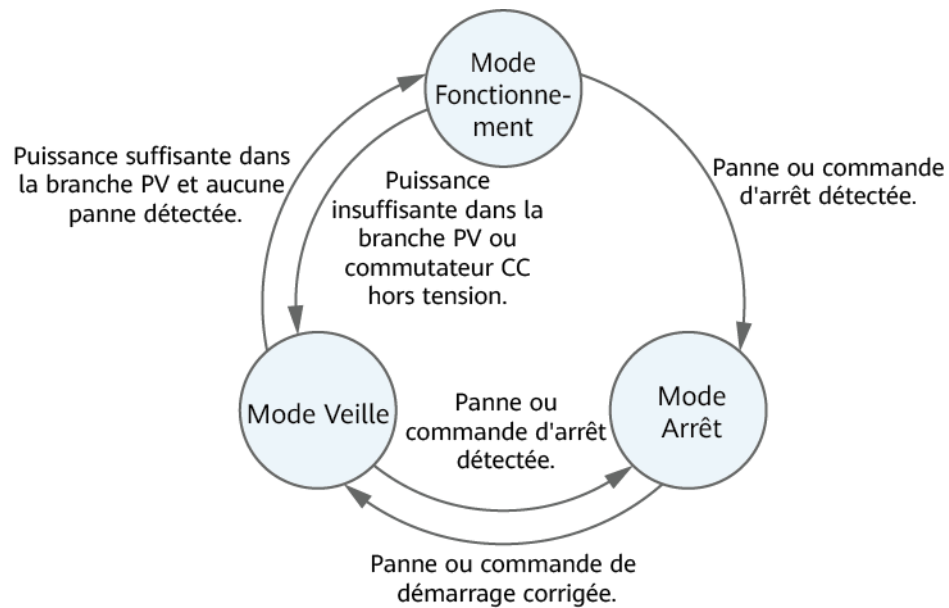 Mode
Fonctionne-
ment
Puissance suffisante dans
la branche PV et aucune
panne détectée.
Puissance
insuffisante dans la
branche PV ou
commutateur CC
hors tension.
Panne ou commande
d'arrêt détectée.
Mode Veille
Panne ou
commande d'arrêt
détectée.
Mode
Arrêt
Panne ou commande de
démarrage corrigée.